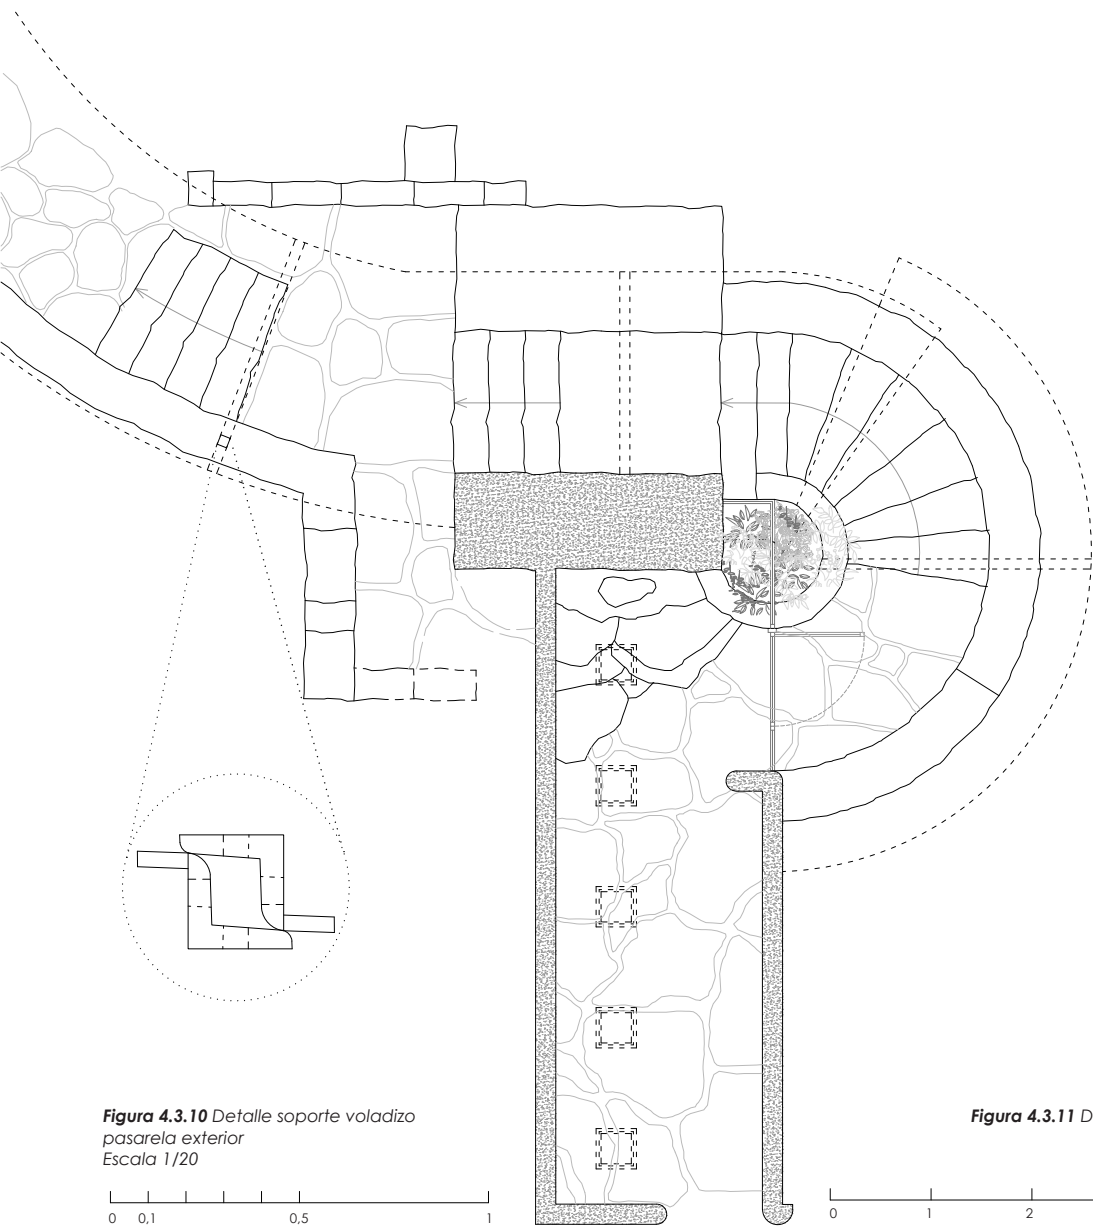 Figura 4.3.10 Detalle soporte voladizo
pasarela exterior
Escala 1/20
0 0,1 0,5 1
Figura 4.3.11 D
0 1 2